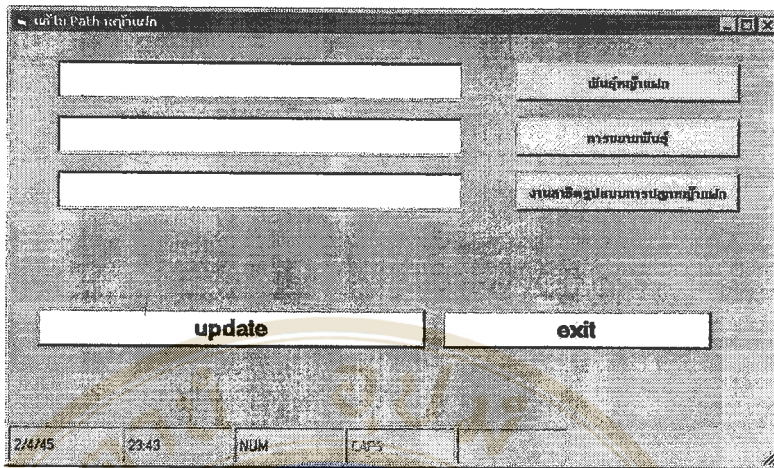 แก้ไข Path หญ้าแฝก
พันธุ์หญ้าแฝก
การขยายพันธุ์
งานสาธิตรูปแบบการปลูกหญ้าแฝก
update
exit
2/4/45
23:43
NUM
CAPS